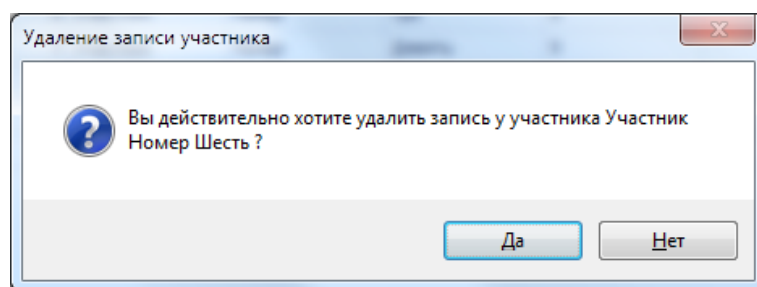 Удаление записи участника
Вы действительно хотите удалить запись у участника Участник
Номер Шесть ?
Да
Нет